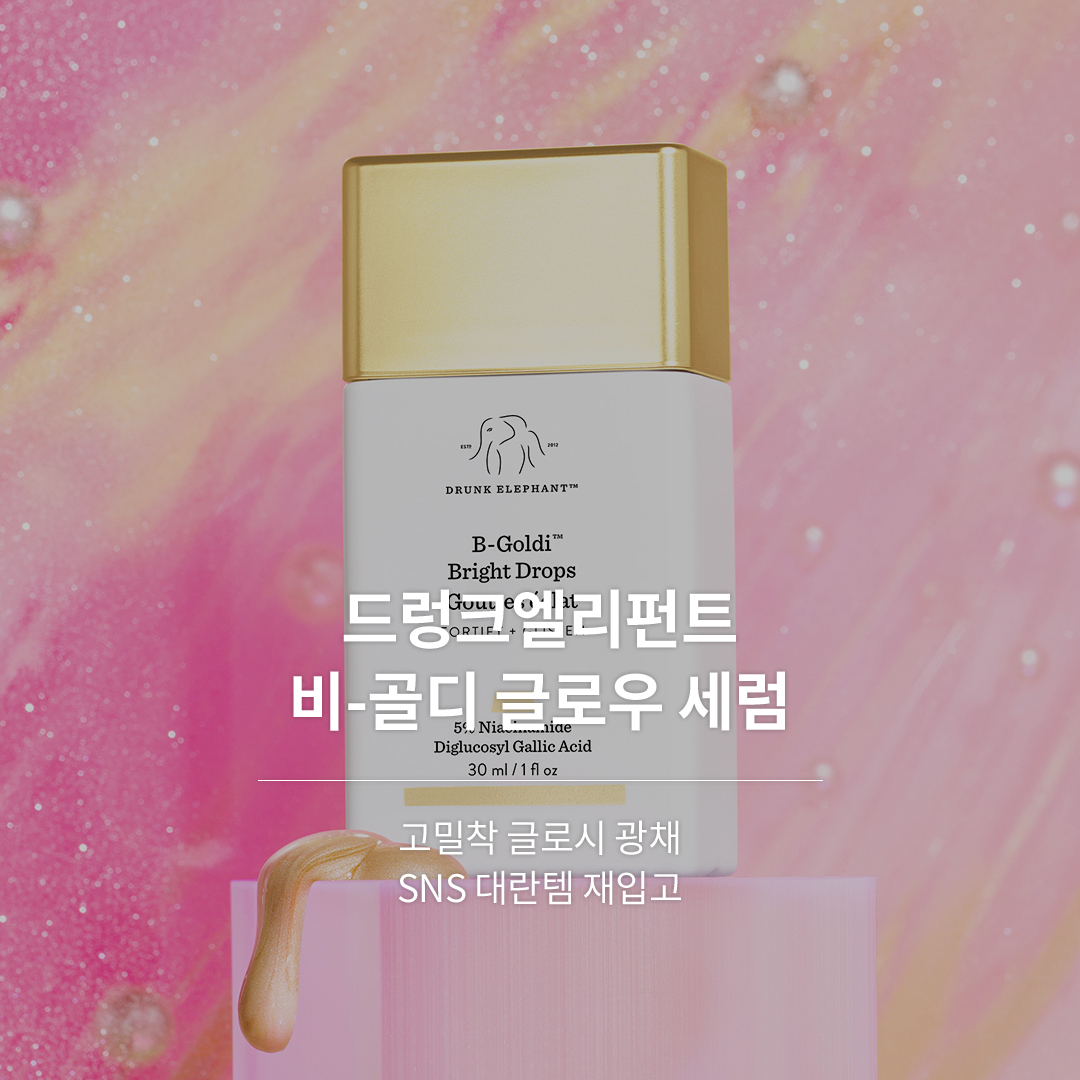 ESTD 2012
DRUNK ELEPHANT™
B-Goldi™
Bright Drops
드렁크엘리펀트
비-골디 글로우 세럼
5% Niacinamide
Diglucosyl Gallic Acid
30 ml / 1 fl oz
고밀착 글로시 광채
SNS 대란템 재입고